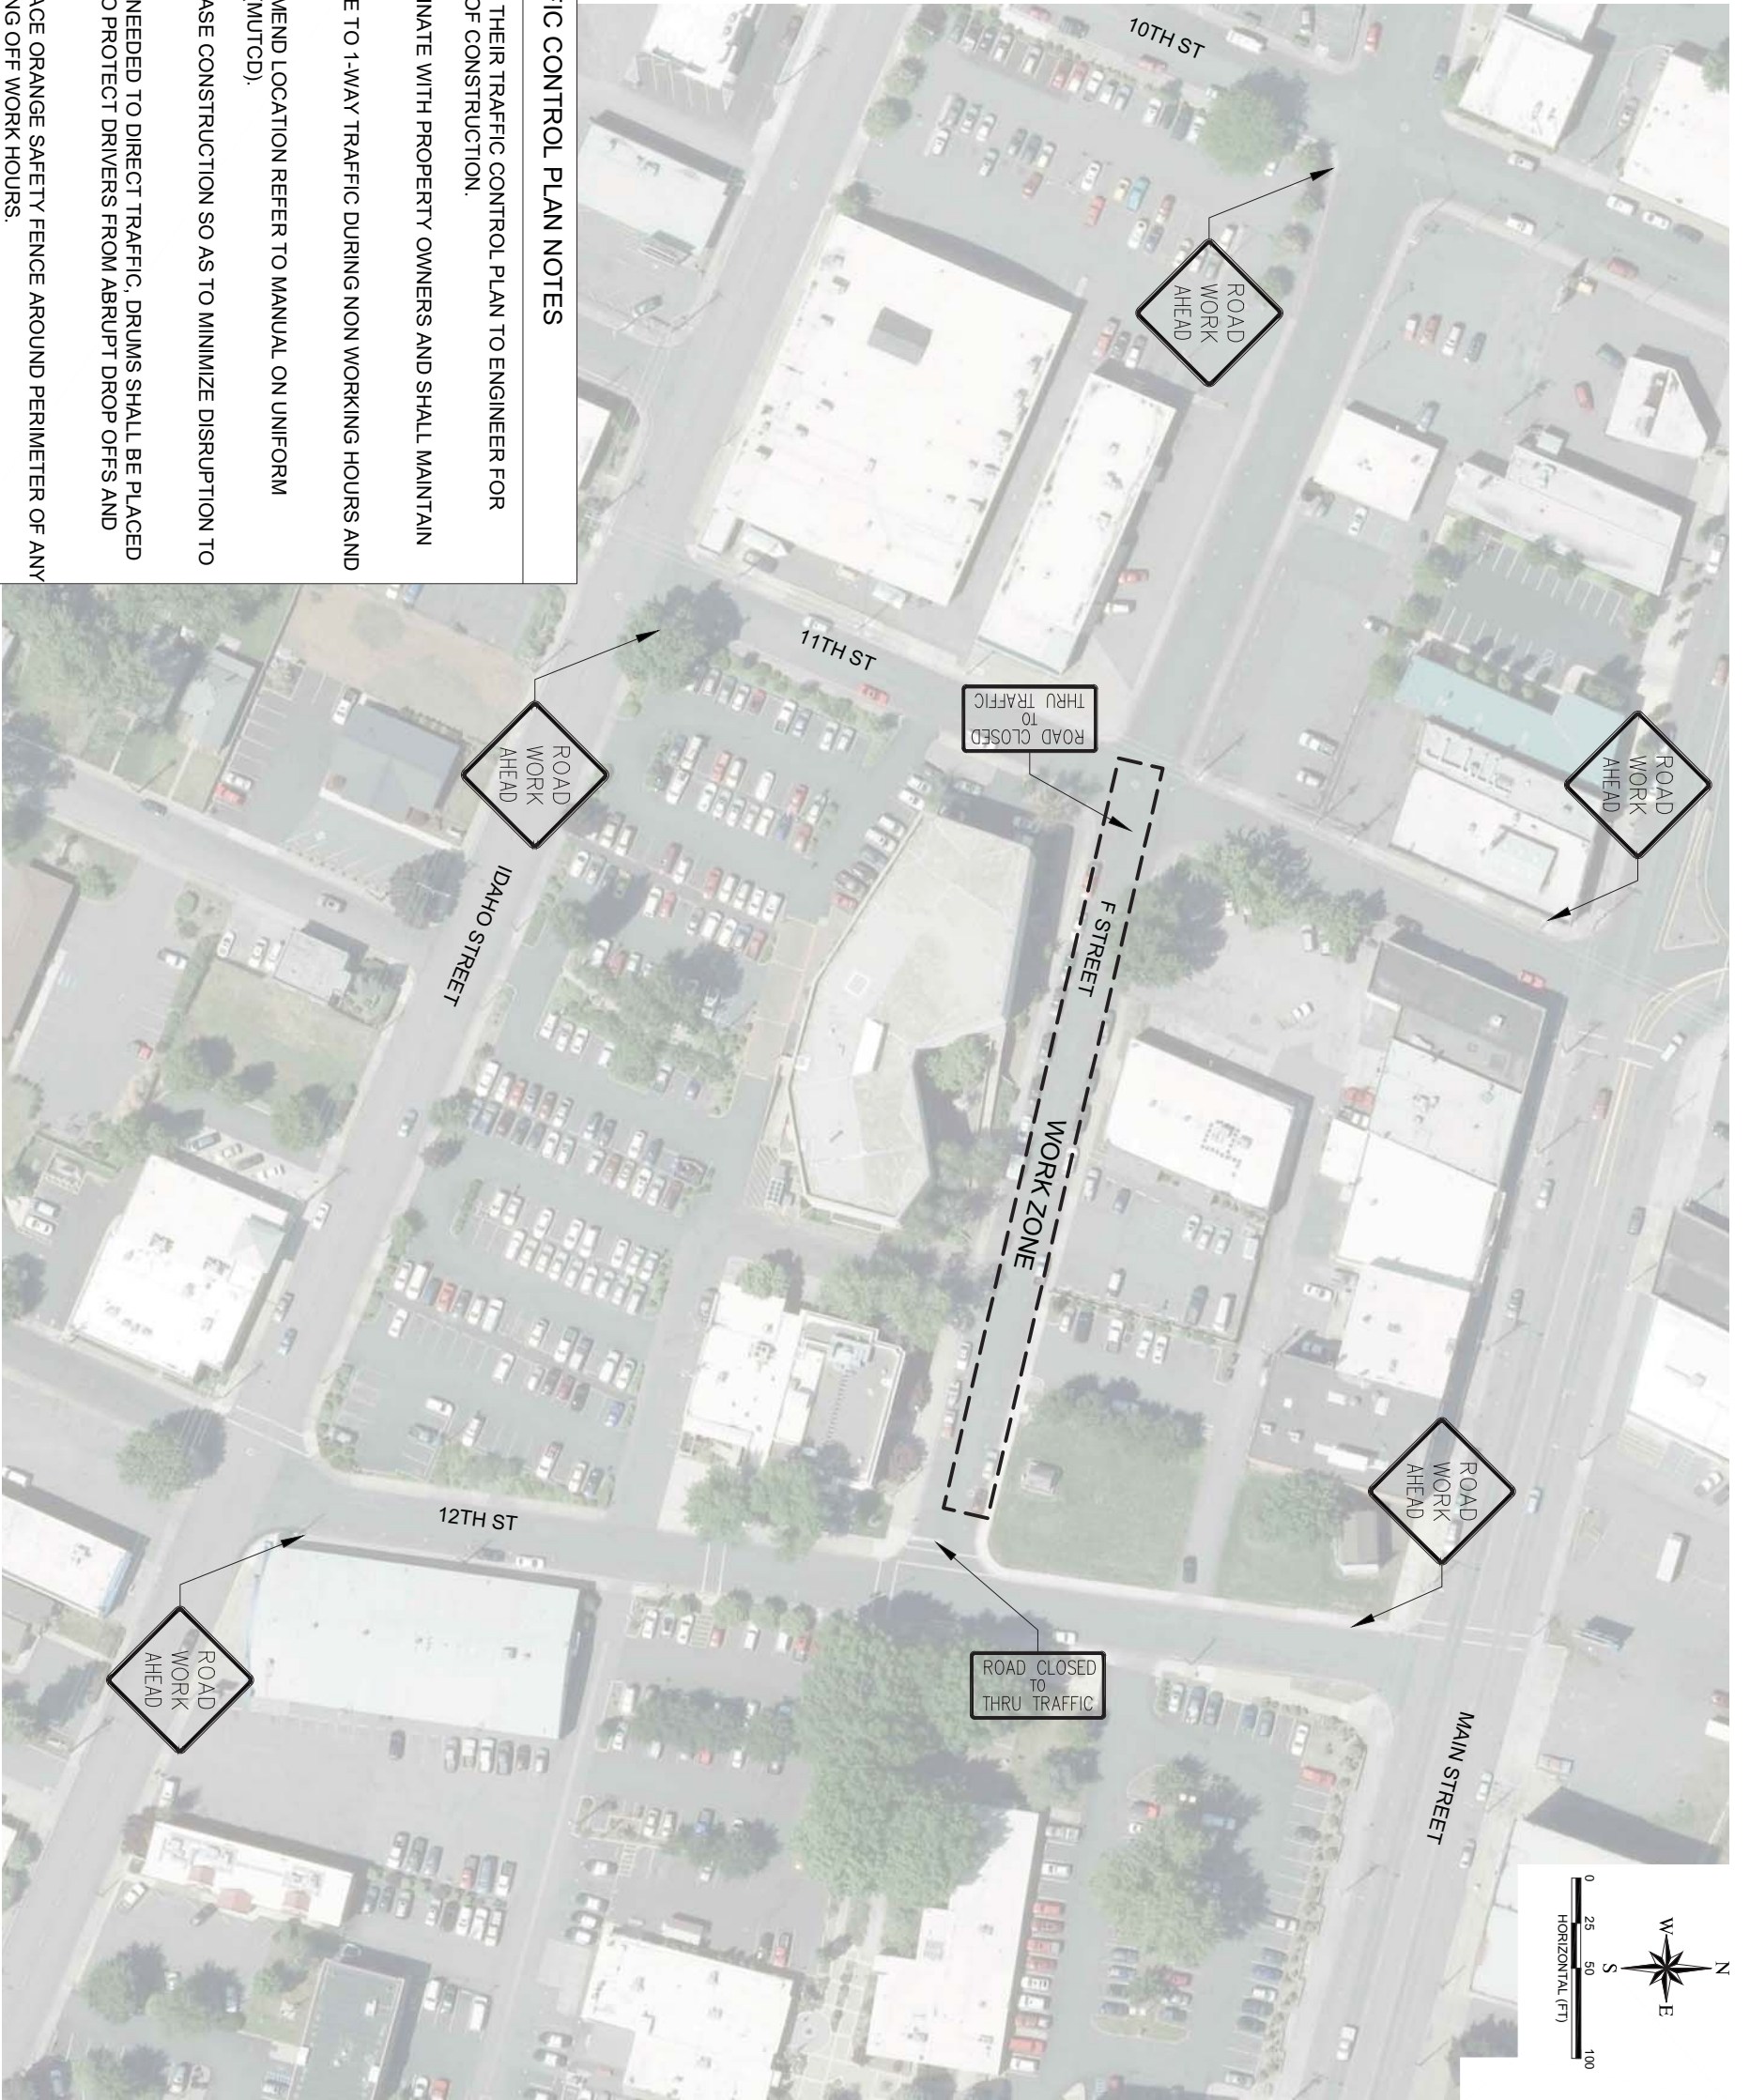 10TH ST
ROAD
WORK
AHEAD
ROAD
WORK
AHEAD
11TH ST
ROAD CLOSED
TO
THRU TRAFFIC
F STREET
WORK ZONE
ROAD
WORK
AHEAD
IDAHO STREET
ROAD
WORK
AHEAD
12TH ST
ROAD CLOSED
TO
THRU TRAFFIC
ROAD
WORK
AHEAD
MAIN STREET
N
W
E
S
0 25 50 100
HORIZONTAL (FT)
FIC CONTROL PLAN NOTES
THEIR TRAFFIC CONTROL PLAN TO ENGINEER FOR
OF CONSTRUCTION.
INATE WITH PROPERTY OWNERS AND SHALL MAINTAIN
E TO 1-WAY TRAFFIC DURING NON WORKING HOURS AND
MEND LOCATION REFER TO MANUAL ON UNIFORM
(MUTCD).
ASE CONSTRUCTION SO AS TO MINIMIZE DISRUPTION TO
NEEDED TO DIRECT TRAFFIC, DRUMS SHALL BE PLACED
O PROTECT DRIVERS FROM ABRUPT DROP OFFS AND
ACE ORANGE SAFETY FENCE AROUND PERIMETER OF ANY
NG OFF WORK HOURS.